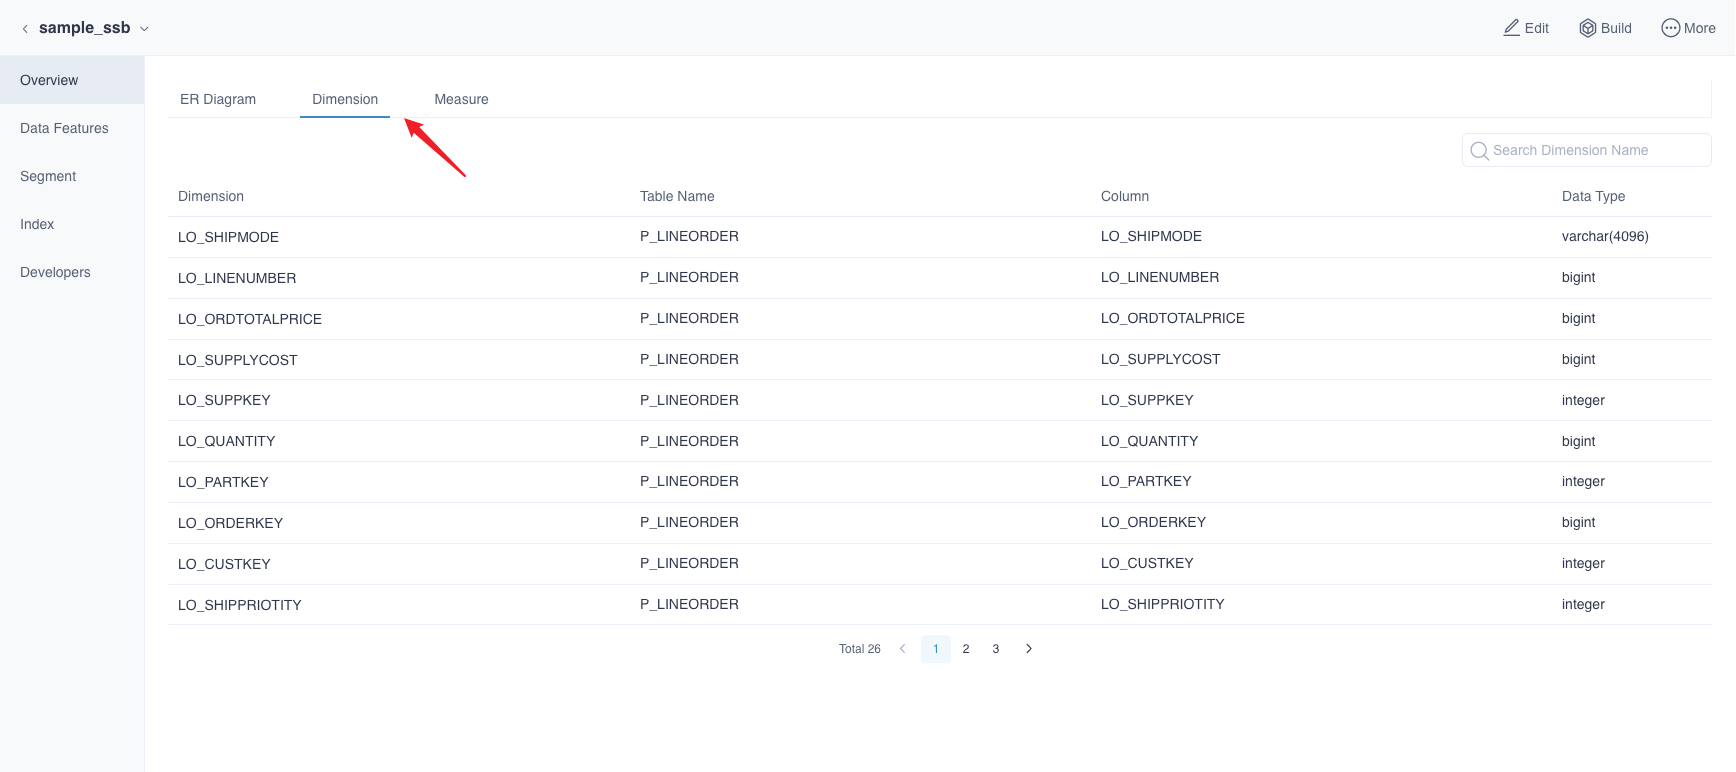 sample_ssb
Edit Build More
Overview
Data Features
Segment
Index
Developers
ER Diagram Dimension Measure
Search Dimension Name
Dimension Table Name Column Data Type
LO_SHIPMODE P_LINEORDER LO_SHIPMODE varchar(4096)
LO_LINENUMBER P_LINEORDER LO_LINENUMBER bigint
LO_ORDTOTALPRICE P_LINEORDER LO_ORDTOTALPRICE bigint
LO_SUPPLYCOST P_LINEORDER LO_SUPPLYCOST bigint
LO_SUPPKEY P_LINEORDER LO_SUPPKEY integer
LO_QUANTITY P_LINEORDER LO_QUANTITY bigint
LO_PARTKEY P_LINEORDER LO_PARTKEY integer
LO_ORDERKEY P_LINEORDER LO_ORDERKEY bigint
LO_CUSTKEY P_LINEORDER LO_CUSTKEY integer
LO_SHIPPRIOTITY P_LINEORDER LO_SHIPPRIOTITY integer
Total 26 1 2 3